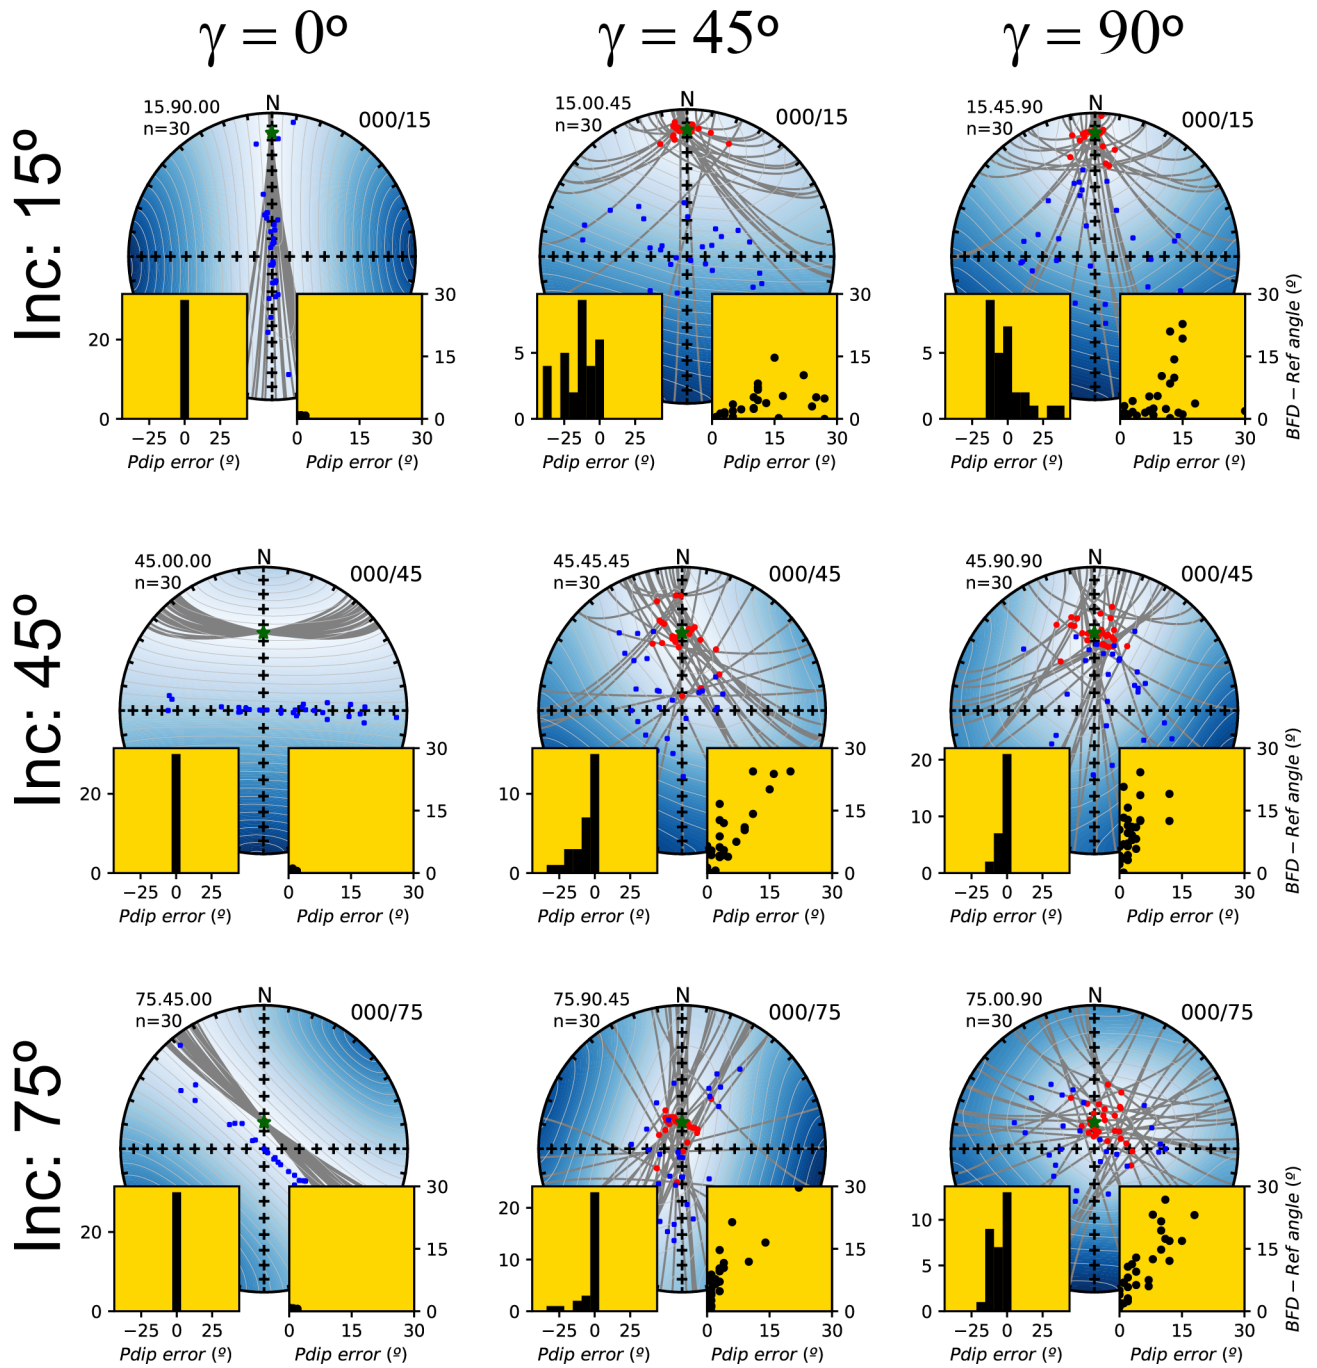 γ = 0º γ = 45º γ = 90º
Inc: 15º
15.90.00
n=30
N
000/15
20
0
−25 0 25
Pdip error (º)
30
15
0
0 15 30
Pdip error (º)
15.00.45
n=30
N
000/15
5
0
−25 0 25
Pdip error (º)
30
15
0
0 15 30
Pdip error (º)
15.45.90
n=30
N
000/15
5
0
−25 0 25
Pdip error (º)
30
15
0
0 15 30
Pdip error (º)
BFD − Ref angle (º)
Inc: 45º
45.00.00
n=30
N
000/45
20
0
−25 0 25
Pdip error (º)
30
15
0
0 15 30
Pdip error (º)
45.45.45
n=30
N
000/45
10
0
−25 0 25
Pdip error (º)
30
15
0
0 15 30
Pdip error (º)
45.90.90
n=30
N
000/45
20
10
0
−25 0 25
Pdip error (º)
30
15
0
0 15 30
Pdip error (º)
BFD − Ref angle (º)
Inc: 75º
75.45.00
n=30
N
000/75
20
0
−25 0 25
Pdip error (º)
30
15
0
0 15 30
Pdip error (º)
75.90.45
n=30
N
000/75
20
10
0
−25 0 25
Pdip error (º)
30
15
0
0 15 30
Pdip error (º)
75.00.90
n=30
N
000/75
10
5
0
−25 0 25
Pdip error (º)
30
15
0
0 15 30
Pdip error (º)
BFD − Ref angle (º)